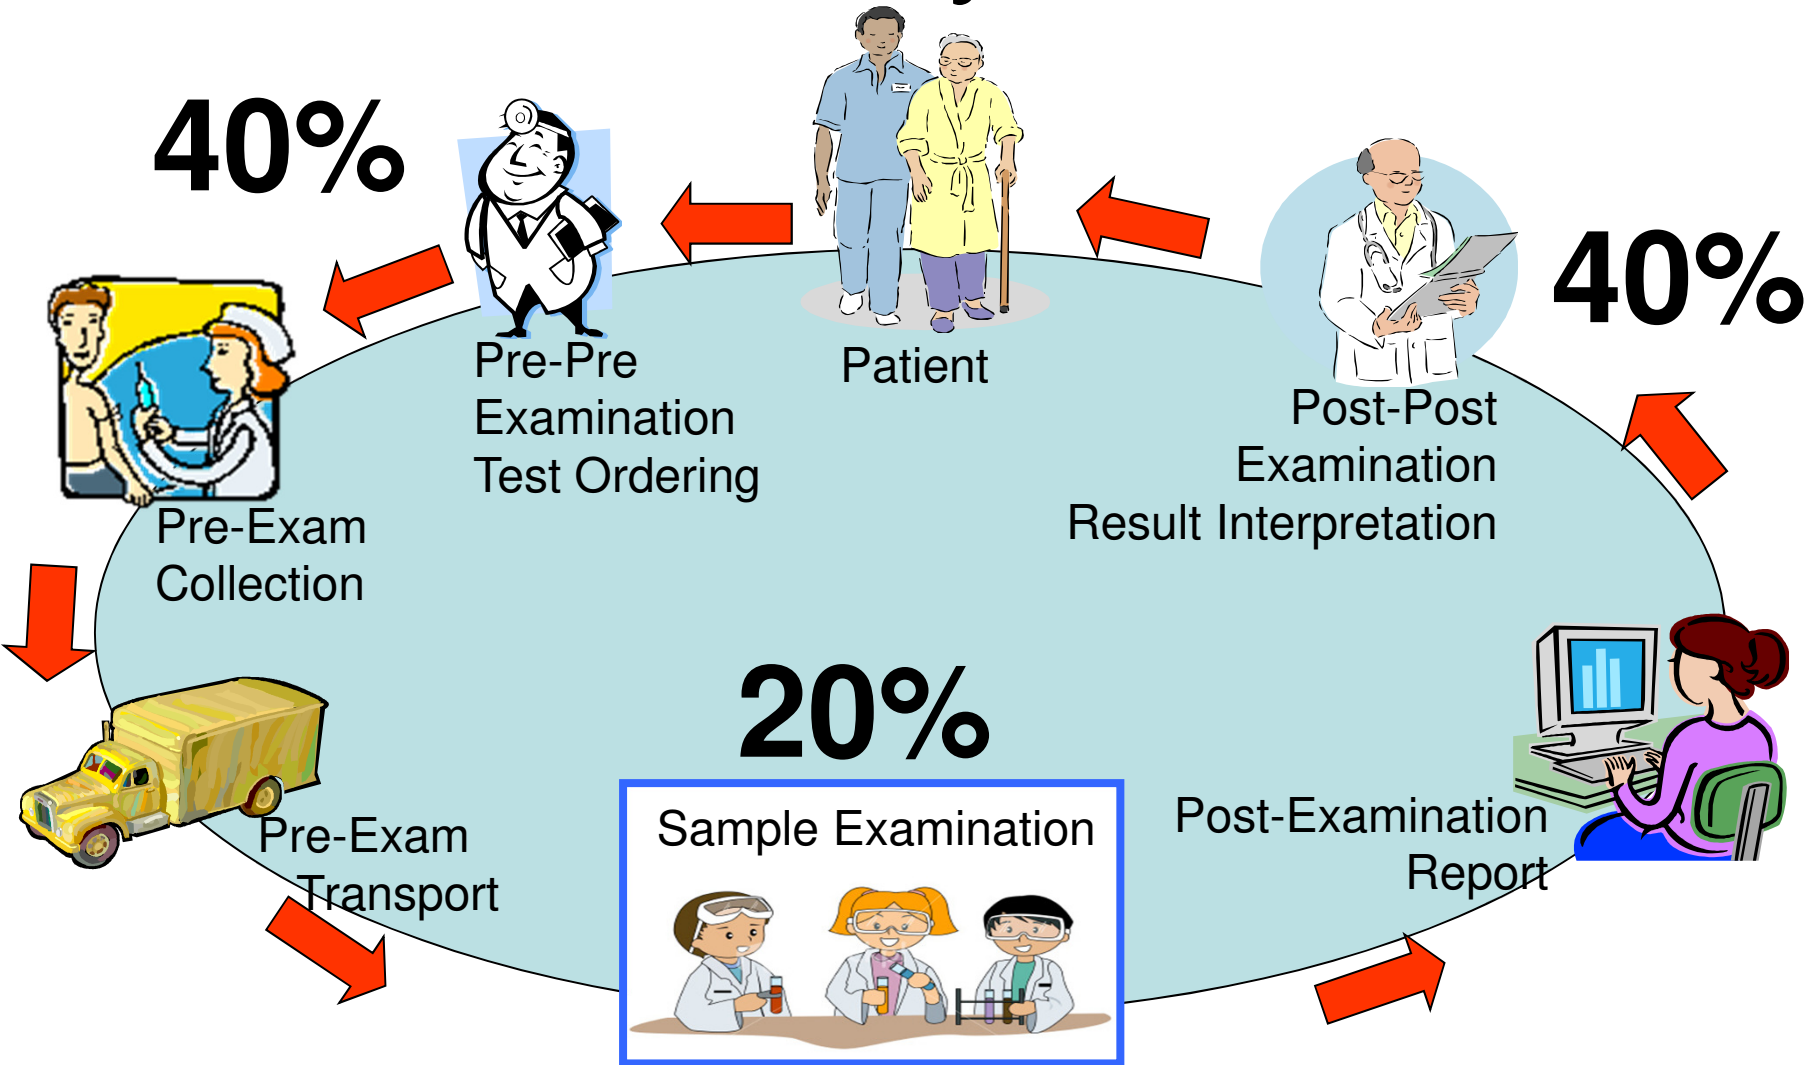 40%
40%
Pre-Pre
Examination
Test Ordering
Patient
Post-Post
Examination
Result Interpretation
Pre-Exam
Collection
20%
Pre-Exam
Transport
Sample Examination
Post-Examination
Report